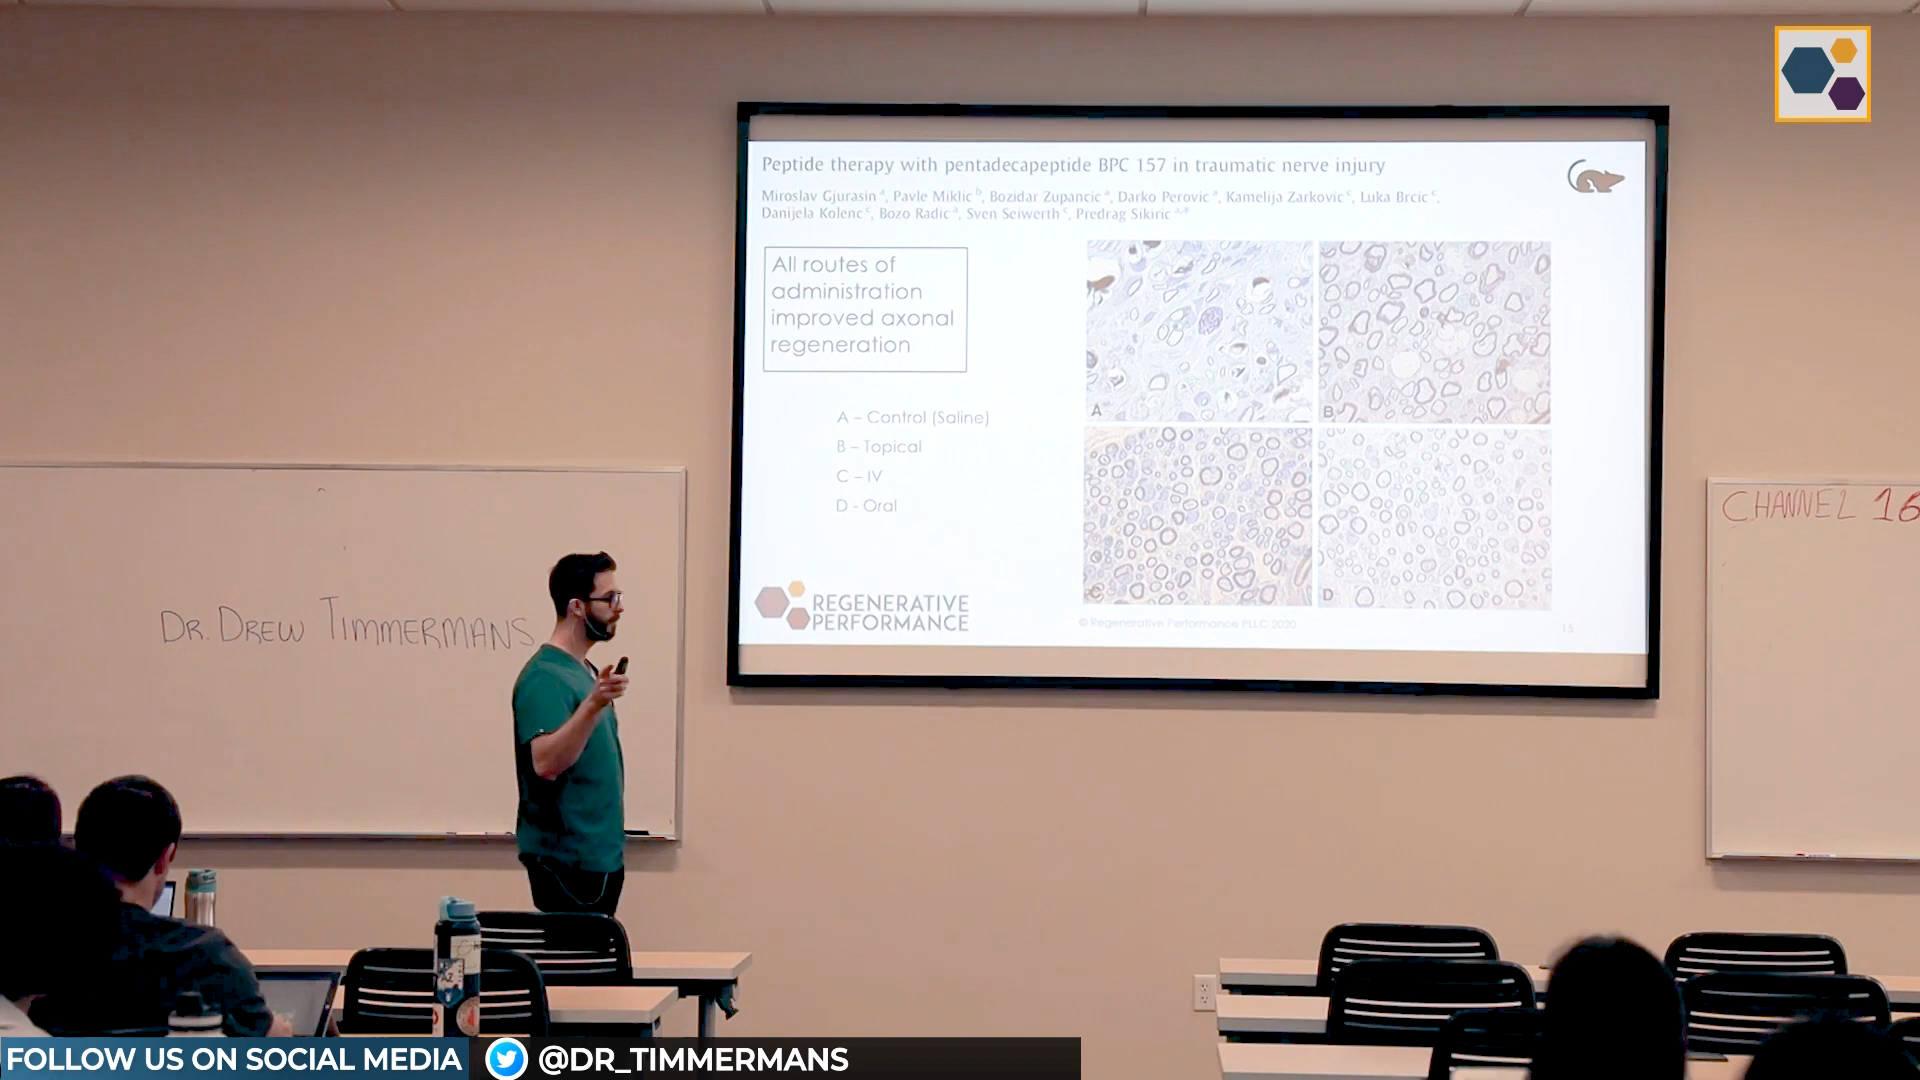 Peptide therapy with pentadecapeptide BPC 157 in traumatic nerve injury
Miroslav Gjurasin a, Pavle Miklic b, Bozidar Zupancic a, Darko Perovic a, Kamelija Zarkovic c, Luka Brcic c,
Danijela Kolenc c, Bozo Radic a, Sven Seiwerth c, Predrag Sikiric a,*
All routes of
administration
improved axonal
regeneration
A – Control (Saline)
B – Topical
C – IV
D - Oral
A
B
C
D
REGENERATIVE
PERFORMANCE
© Regenerative Performance PLLC 2020
15
DR. DREW TIMMERMANS
CHANNEL 16
FOLLOW US ON SOCIAL MEDIA
@DR_TIMMERMANS